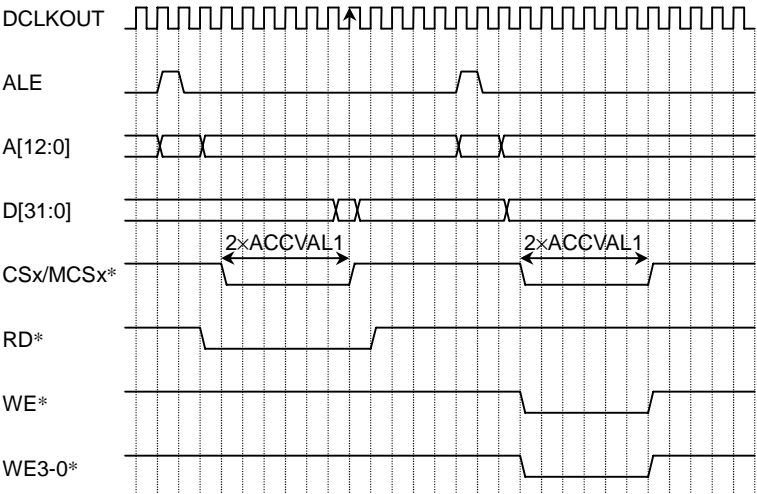 DCLKOUT
ALE
A[12:0]
D[31:0]
2×ACCVAL1 2×ACCVAL1
CSx/MCSx*
RD*
WE*
WE3-0*